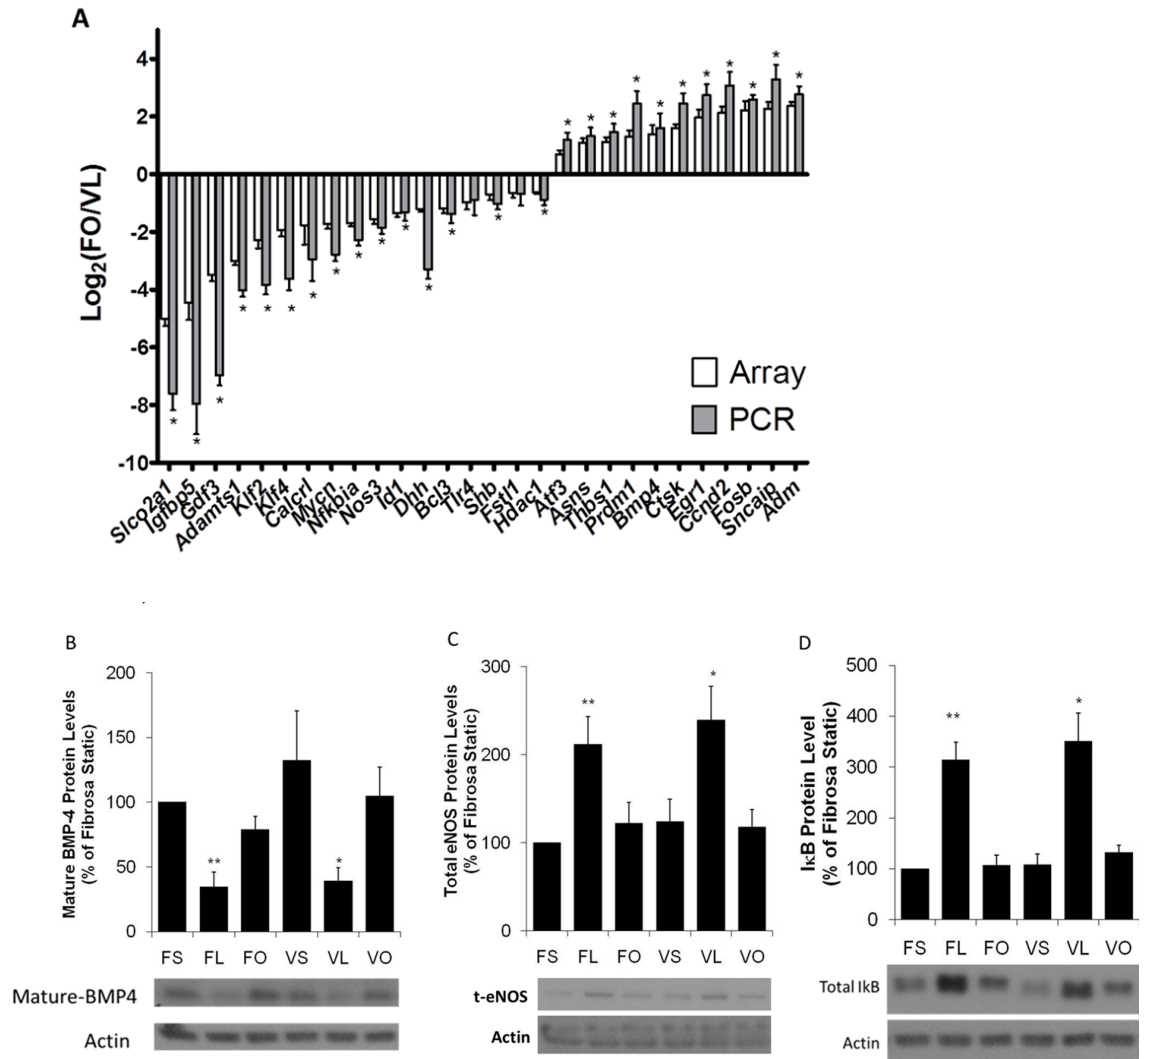 A
Log2(FO/VL)
4
2
0
-2
-4
-6
-8
-10
* * * * * * * * * * * * * * * * * * * * * * * *
Array
PCR
Slco2a1 Igfbp5 Gdf3 Adamts1 Klf2 Klf4 Calcrl Mycn Nfkbia Nos3 Id1 Dhh Bcl3 Tlr4 Shb Fstl1 Hdac1 Atf3 Asns Thbs1 Prdm1 Bmp4 Ctsk Egr1 Ccnd2 Fosb Sncaip Adm
B
Mature BMP-4 Protein Levels
(% of Fibrosa Static)
200
150
100
50
0
** *
FS FL FO VS VL VO
Mature-BMP4
Actin
C
Total eNOS Protein Levels
(% of Fibrosa Static)
300
200
100
0
** *
FS FL FO VS VL VO
t-eNOS
Actin
D
IκB Protein Level
(% of Fibrosa Static)
500
400
300
200
100
0
** *
FS FL FO VS VL VO
Total IkB
Actin